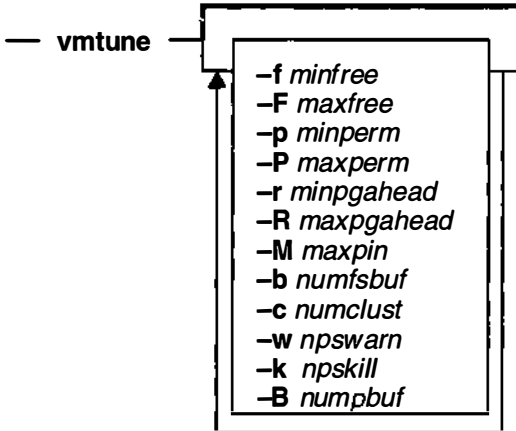 vmtune
–f minfree
–F maxfree
–p minperm
–P maxperm
–r minpgahead
–R maxpgahead
–M maxpin
–b numfsbuf
–c numclust
–w npswarn
–k npskill
–B numpbuf